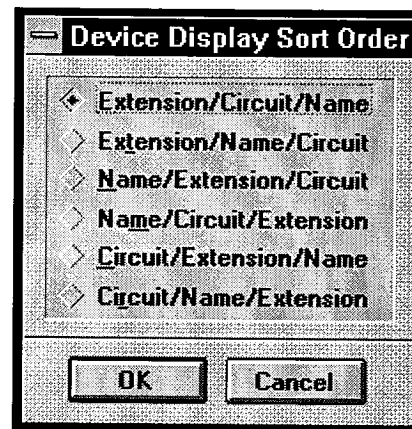 Device Display Sort Order
Extension/Circuit/Name
Extension/Name/Circuit
Name/Extension/Circuit
Name/Circuit/Extension
Circuit/Extension/Name
Circuit/Name/Extension
OK
Cancel